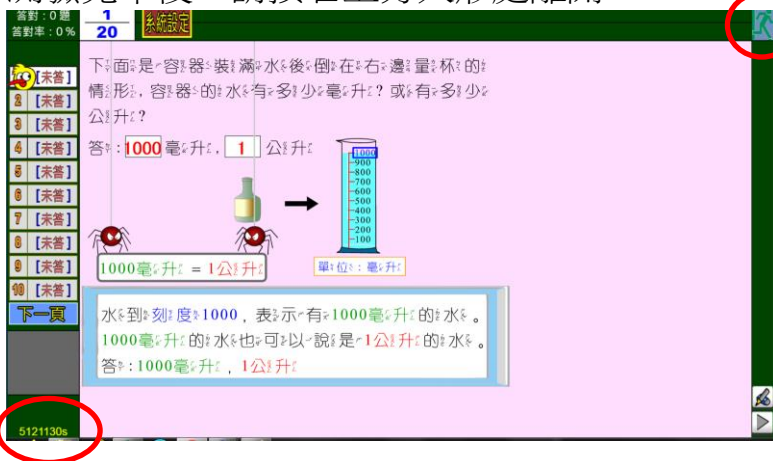 答對:0題
答對率:0%
1
20
系統設定
[未答]
2 [未答]
3 [未答]
4 [未答]
5 [未答]
6 [未答]
7 [未答]
8 [未答]
9 [未答]
10 [未答]
下一頁
5121130s
下面是一容器裝滿水後倒在右邊量杯的
情形,容器的水有多少毫升?或有多少
公升?
答:1000毫升, 1 公升
1000
900
800
700
600
500
400
300
200
100
單位:毫升
1000毫升 = 1公升
水到刻度1000,表示有1000毫升的水。
1000毫升的水也可以說是1公升的水。
答:1000毫升,1公升